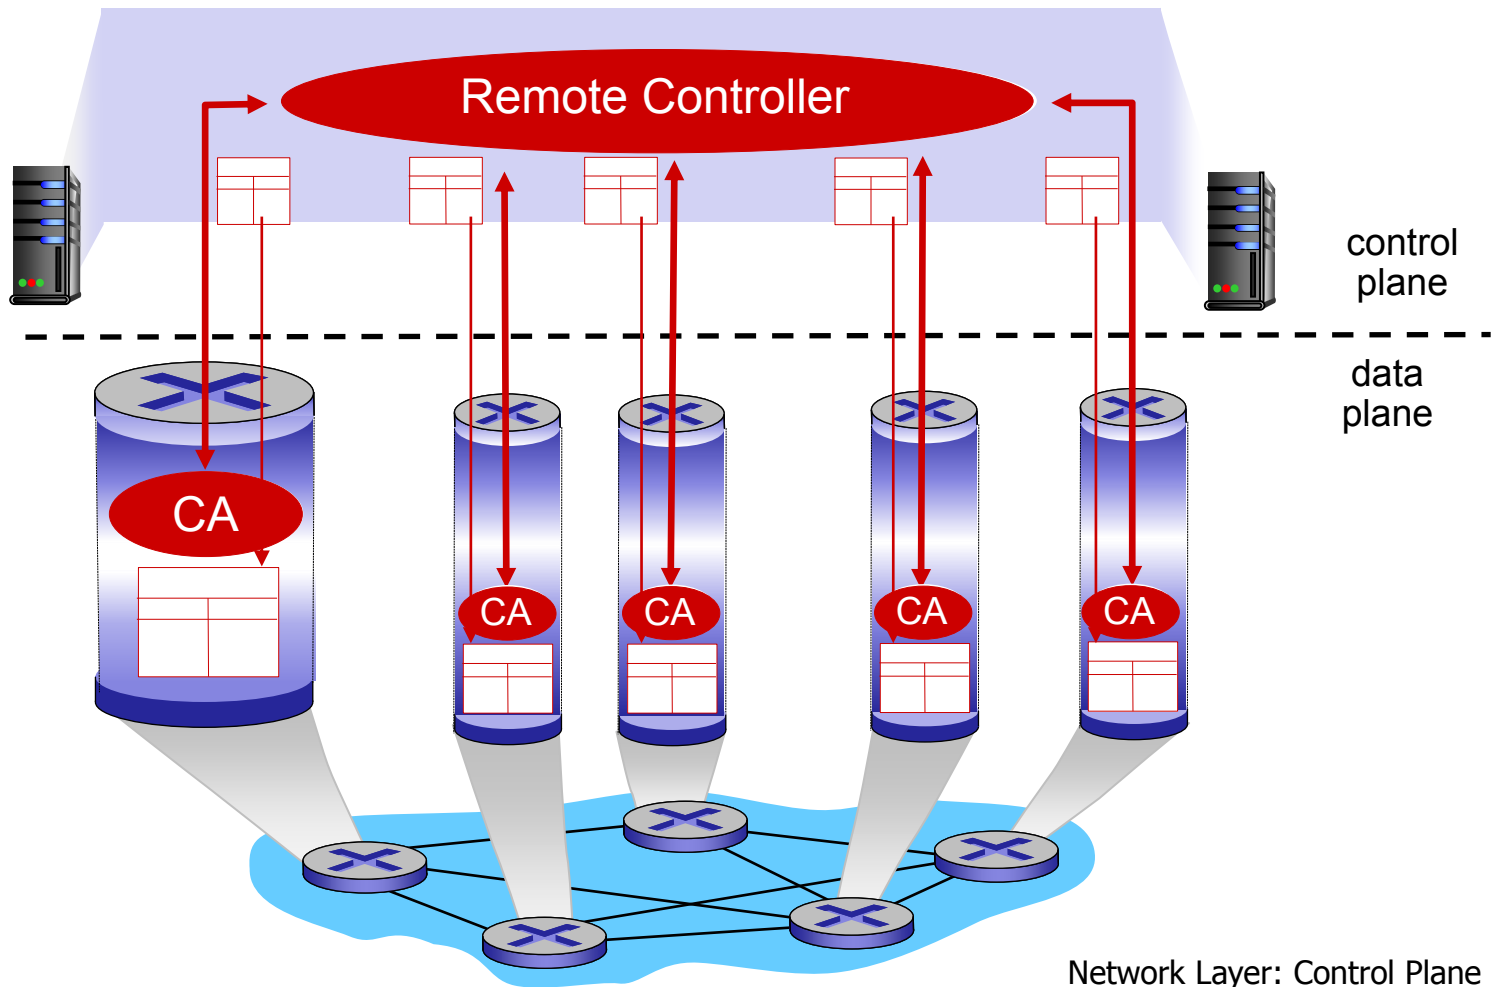 Remote Controller
control
plane
data
plane
CA
CA
CA
CA
CA
Network Layer: Control Plane